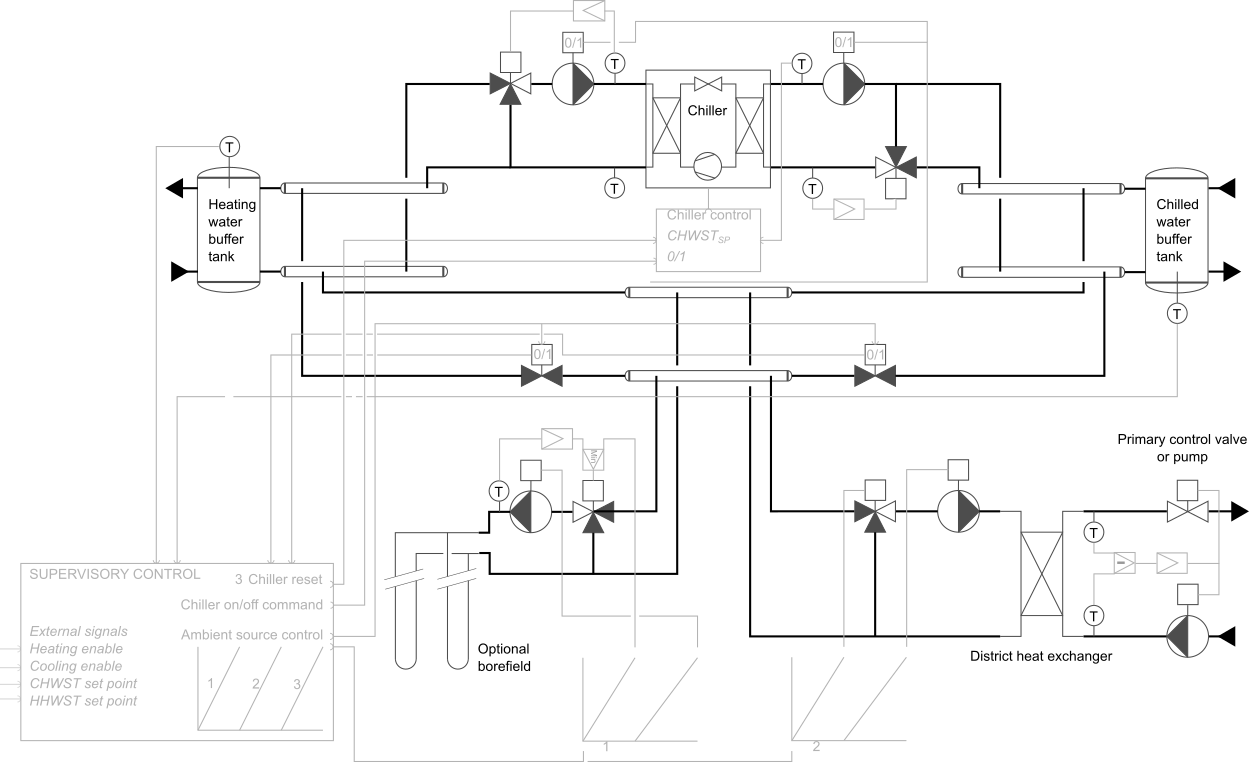 0/1
0/1
T
T
Chiller
T
T
T
Heating
water
buffer
tank
Chiller control
CHWSTSP
0/1
Chilled
water
buffer
tank
T
0/1
0/1
Primary control valve
or pump
Min
T
T
SUPERVISORY CONTROL
3 Chiller reset
Chiller on/off command
Ambient source control
External signals
Heating enable
Cooling enable
CHWST set point
HHWST set point
1
2
3
Optional
borefield
T
District heat exchanger
1
2